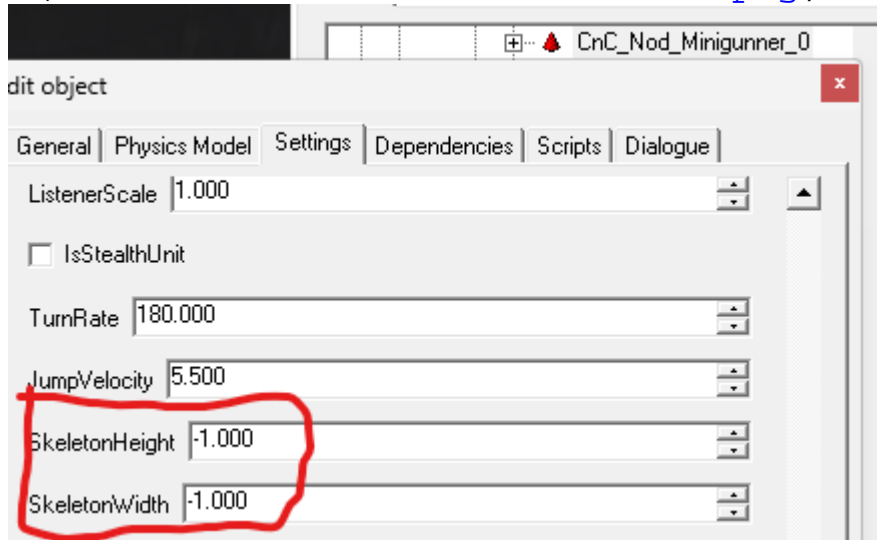 CnC_Nod_Minigunner_0
dit object
x
General Physics Model Settings Dependencies Scripts Dialogue
ListenerScale 1.000
IsStealthUnit
TurnRate 180.000
JumpVelocity 5.500
SkeletonHeight -1.000
SkeletonWidth -1.000